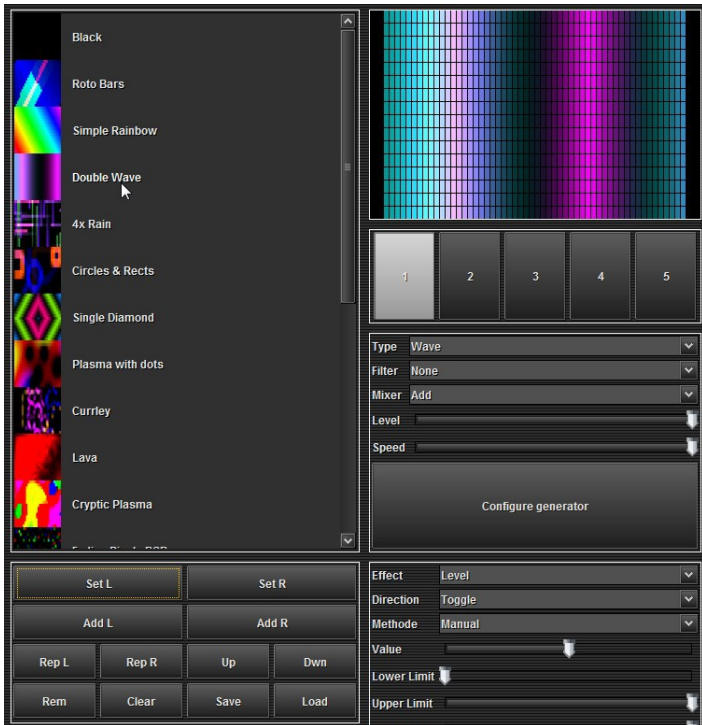 Black
Roto Bars
Simple Rainbow
Double Wave
4x Rain
Circles & Rects
Single Diamond
Plasma with dots
Currley
Lava
Cryptic Plasma
Set L Set R
Add L Add R
Rep L Rep R Up Dwn
Rem Clear Save Load
1 2 3 4 5
Type Wave
Filter None
Mixer Add
Level
Speed
Configure generator
Effect Level
Direction Toggle
Methode Manual
Value
Lower Limit
Upper Limit